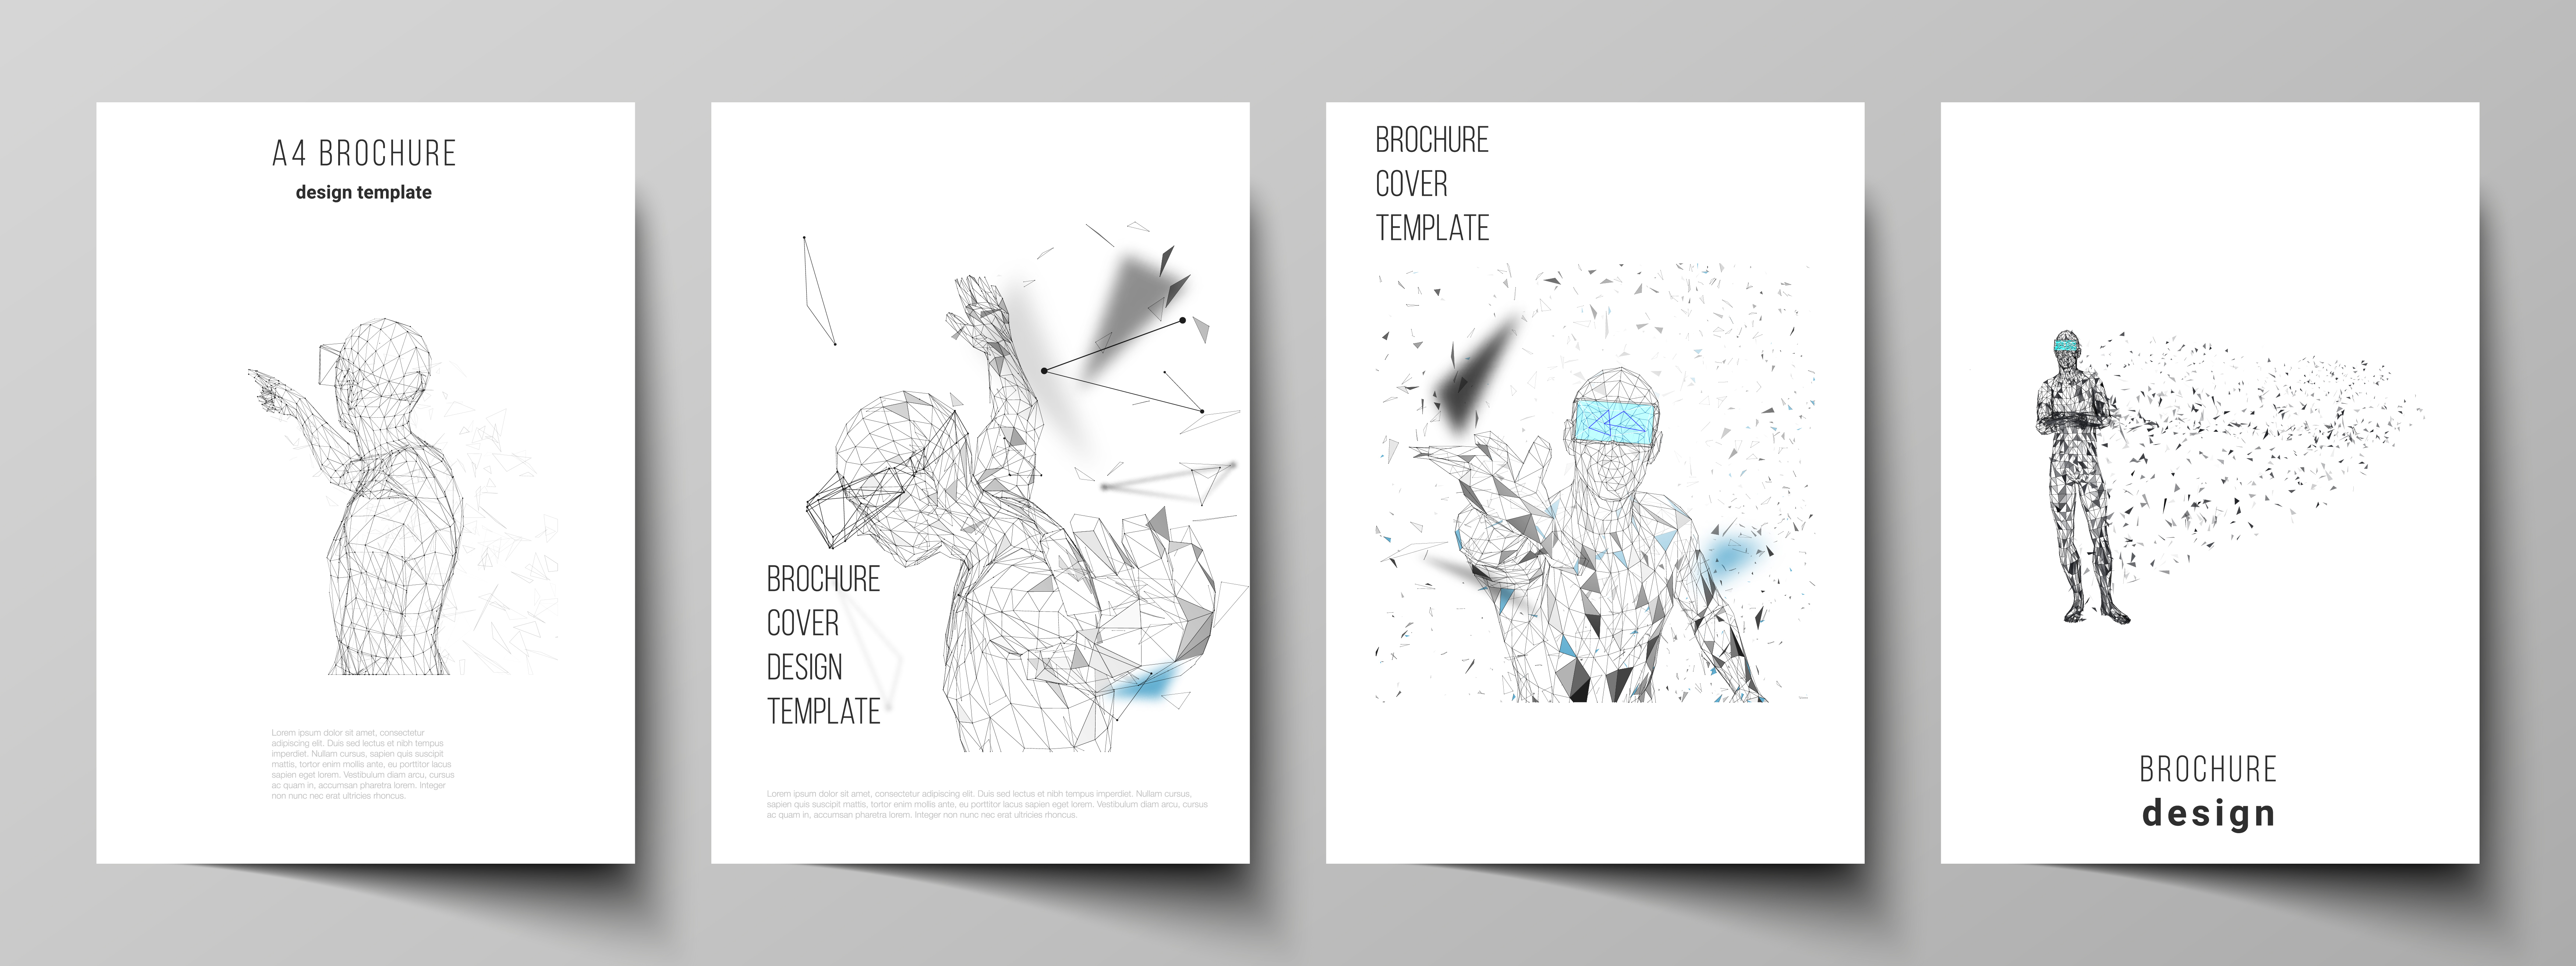 A4 BROCHURE
design template
Lorem ipsum dolor sit amet, consectetur
adipiscing elit. Duis sed lectus et nibh tempus
imperdiet. Nullam cursus, sapien quis suscipit
mattis, tortor enim mollis ante, eu porttitor lacus
sapien eget lorem. Vestibulum diam arcu, cursus
ac quam in, accumsan pharetra lorem. Integer
non nunc nec erat ultricies rhoncus.
BROCHURE
COVER
DESIGN
TEMPLATE
Lorem ipsum dolor sit amet, consectetur adipiscing elit. Duis sed lectus et nibh tempus imperdiet. Nullam cursus,
sapien quis suscipit mattis, tortor enim mollis ante, eu porttitor lacus sapien eget lorem. Vestibulum diam arcu, cursus
ac quam in, accumsan pharetra lorem. Integer non nunc nec erat ultricies rhoncus.
BROCHURE
COVER
TEMPLATE
BROCHURE
design